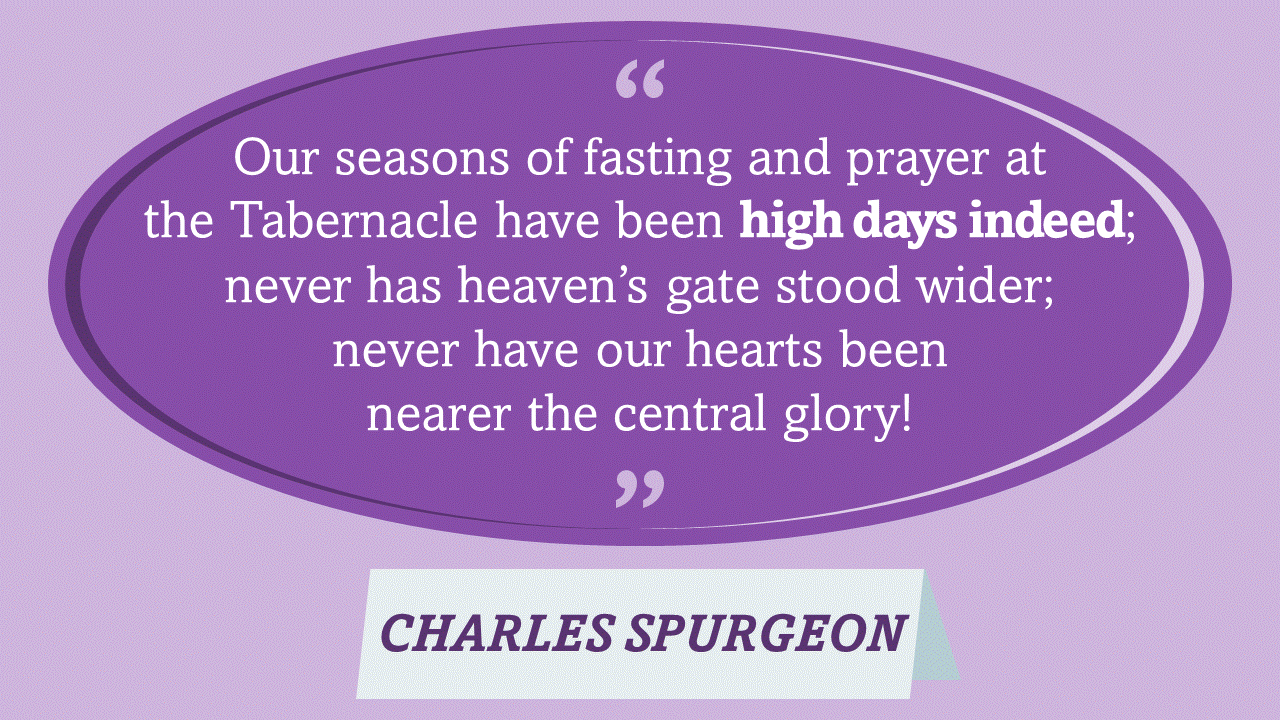 “
Our seasons of fasting and prayer at
the Tabernacle have been high days indeed;
never has heaven’s gate stood wider;
never have our hearts been
nearer the central glory!
”
CHARLES SPURGEON